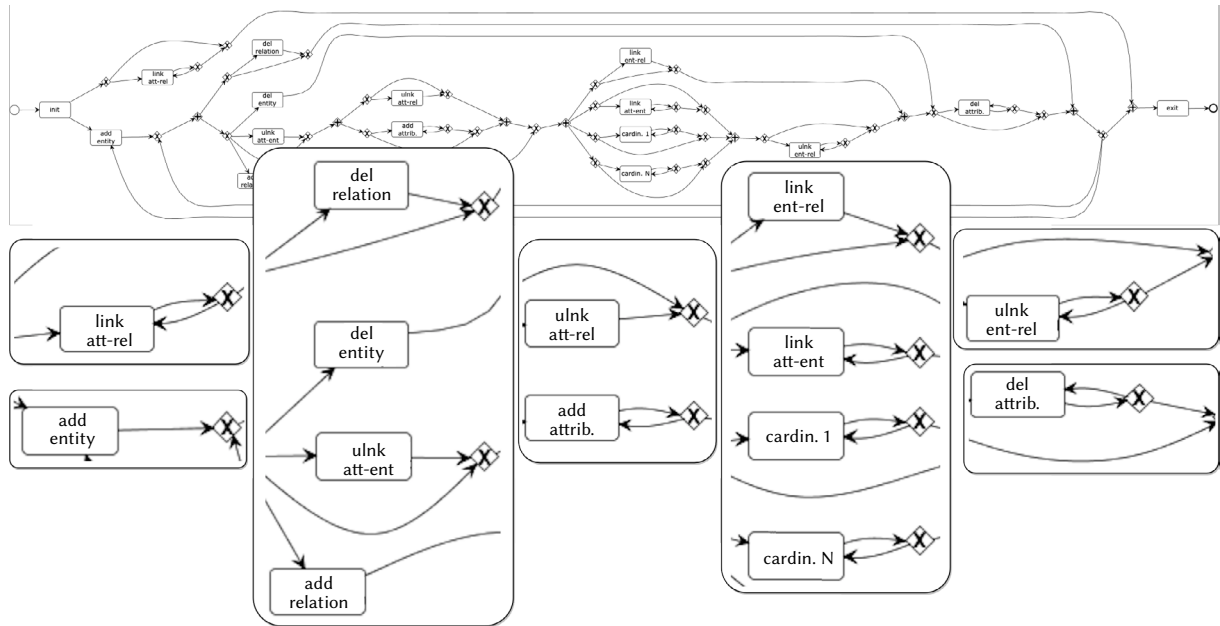 del
relation
link
att-rel
init
add
entity
del
entity
ulnk
att-ent
ulnk
att-rel
add
attrib.
link
ent-rel
link
att-ent
cardin. 1
cardin. N
ulnk
ent-rel
del
attrib.
exit
link
att-rel
add
entity
del
relation
del
entity
ulnk
att-ent
add
relation
ulnk
att-rel
add
attrib.
link
ent-rel
link
att-ent
cardin. 1
cardin. N
ulnk
ent-rel
del
attrib.